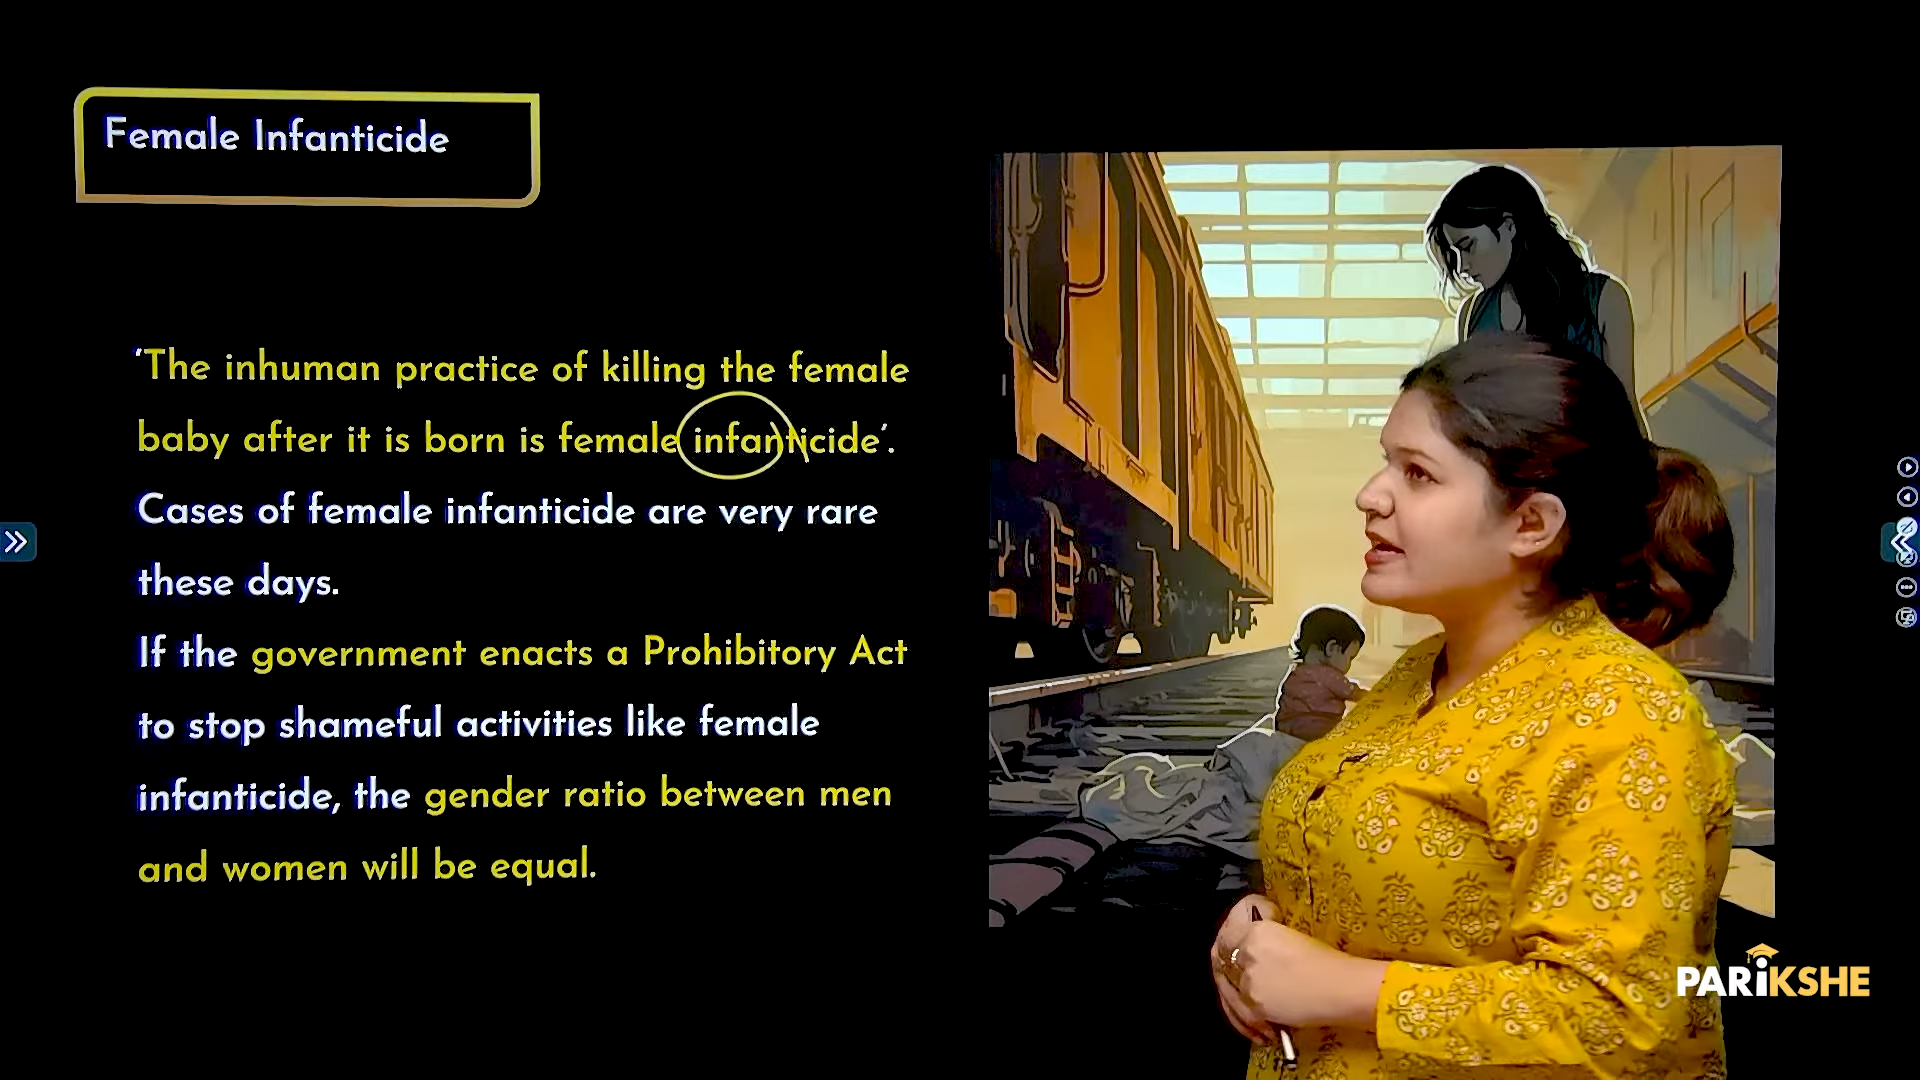 Female Infanticide
'The inhuman practice of killing the female
baby after it is born is female infanticide'.
Cases of female infanticide are very rare
these days.
If the government enacts a Prohibitory Act
to stop shameful activities like female
infanticide, the gender ratio between men
and women will be equal.
PARiKSHE